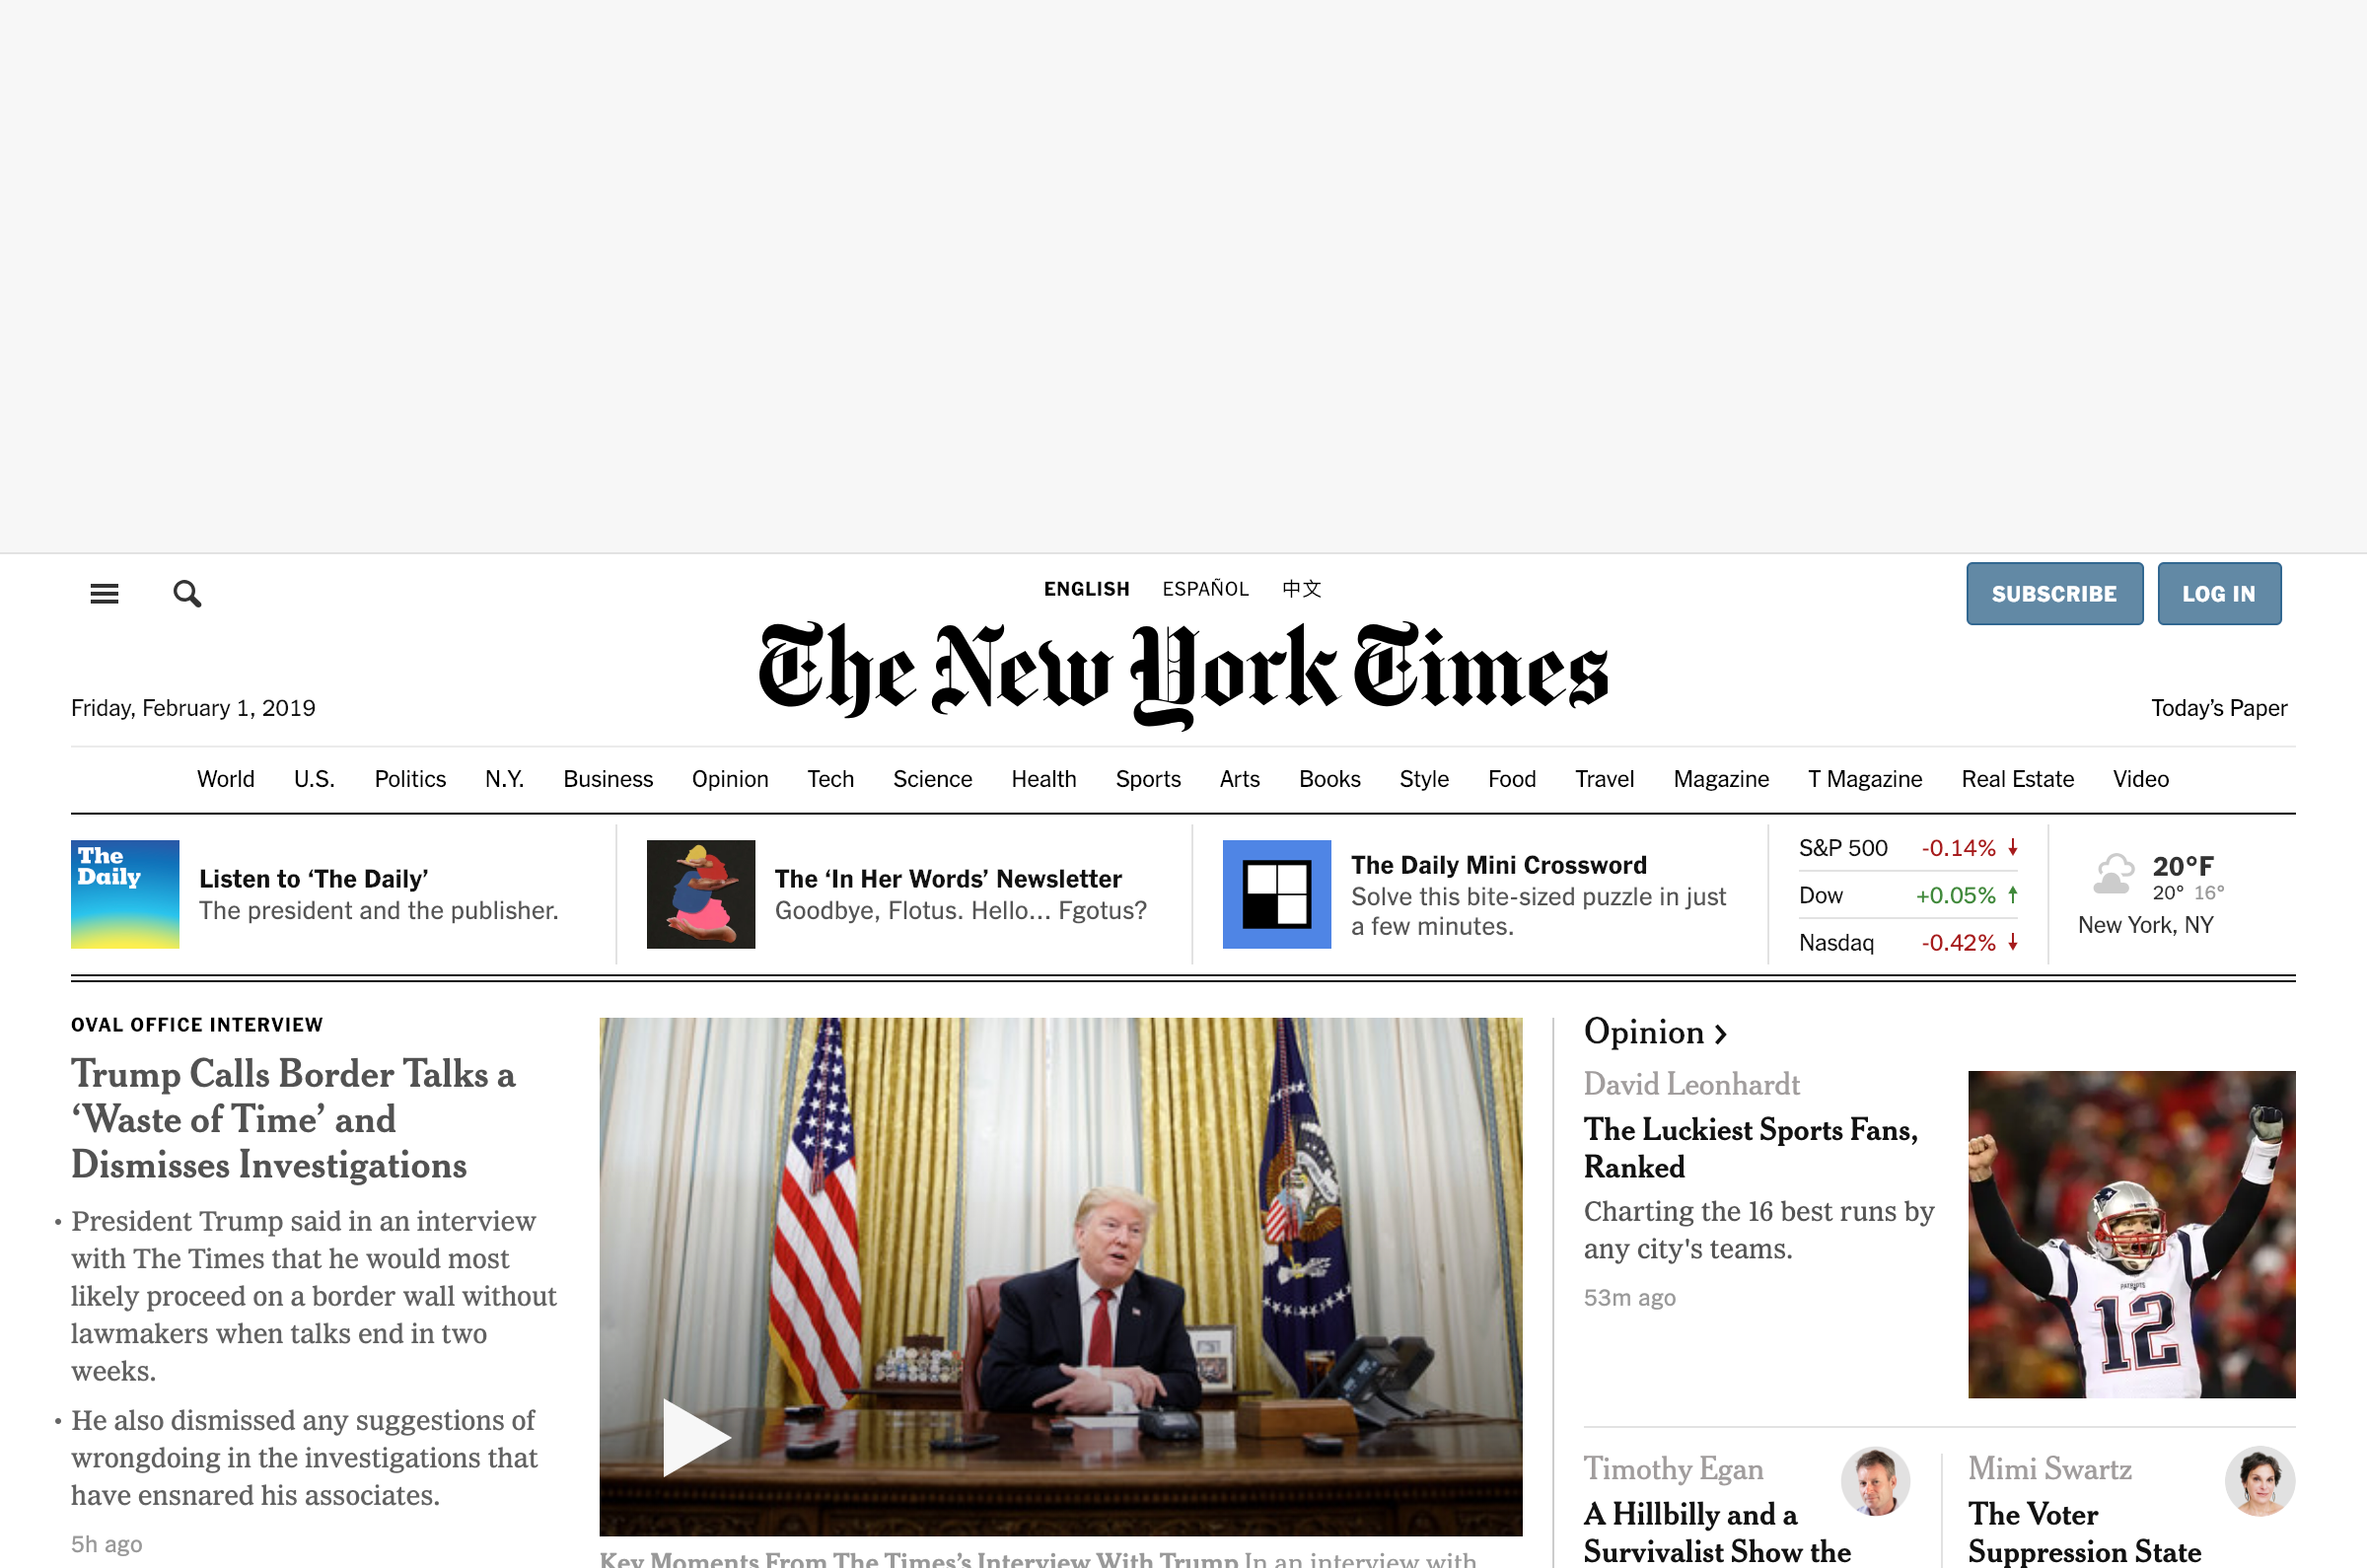 ENGLISH ESPAÑOL 中文
SUBSCRIBE LOG IN
The New York Times
Friday, February 1, 2019
Today's Paper
World U.S. Politics N.Y. Business Opinion Tech Science Health Sports Arts Books Style Food Travel Magazine T Magazine Real Estate Video
The
Daily
Listen to ‘The Daily’
The president and the publisher.
The ‘In Her Words’ Newsletter
Goodbye, Flotus. Hello... Fgotus?
The Daily Mini Crossword
Solve this bite-sized puzzle in just
a few minutes.
S&P 500 -0.14%
Dow +0.05%
Nasdaq -0.42%
20°F
20° 16°
New York, NY
OVAL OFFICE INTERVIEW
Trump Calls Border Talks a
‘Waste of Time’ and
Dismisses Investigations
• President Trump said in an interview
with The Times that he would most
likely proceed on a border wall without
lawmakers when talks end in two
weeks.
• He also dismissed any suggestions of
wrongdoing in the investigations that
have ensnared his associates.
5h ago
Key Moments From The Times’s Interview With Trump In an interview with
Opinion
David Leonhardt
The Luckiest Sports Fans,
Ranked
Charting the 16 best runs by
any city's teams.
53m ago
PATRIOTS
12
Timothy Egan
A Hillbilly and a
Survivalist Show the
Mimi Swartz
The Voter
Suppression State